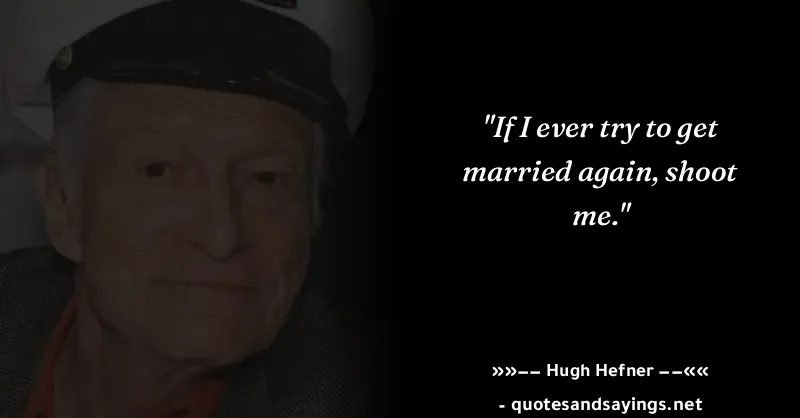 "If I ever try to get
married again, shoot
me."
»»−− Hugh Hefner −−««
- quotesandsayings.net